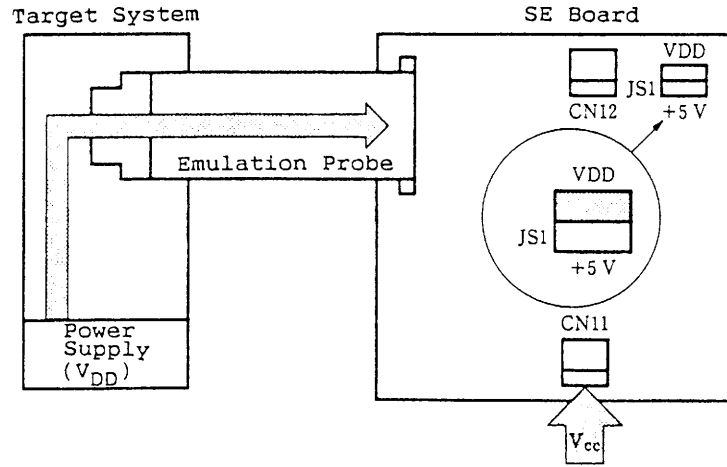 Target System
SE Board
VDD
JS1
+5 V
CN12
Emulation Probe
VDD
JS1
+5 V
CN11
Power
Supply
(VDD)
Vcc